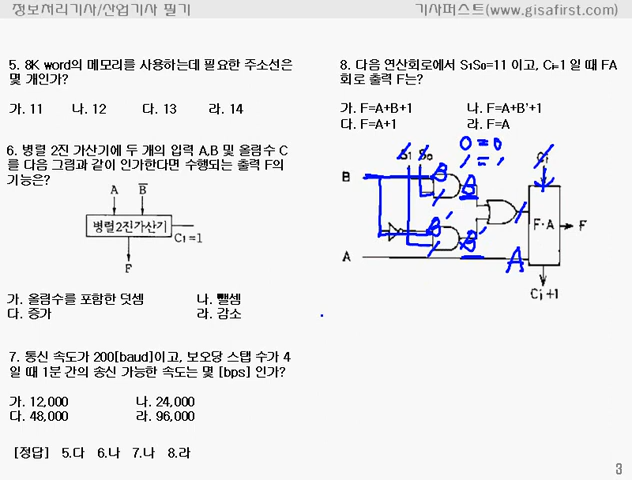 정보처리기사/산업기사 필기
기사퍼스트(www.gisafirst.com)
5. 8K word의 메모리를 사용하는데 필요한 주소선은
몇 개인가?
가. 11 나. 12 다. 13 라. 14
6. 병렬 2진 가산기에 두 개의 입력 A,B 및 올림수 C
를 다음 그림과 같이 인가한다면 수행되는 출력 F의
기능은?
A B
병렬2진가산기
Ci=1
F
가. 올림수를 포함한 덧셈 나. 뺄셈
다. 증가 라. 감소
7. 통신 속도가 200[baud]이고, 보오당 스탭 수가 4
일 때 1분 간의 송신 가능한 속도는 몇 [bps] 인가?
가. 12,000 나. 24,000
다. 48,000 라. 96,000
[정답] 5.다 6.나 7.나 8.라
8. 다음 연산회로에서 S1S0=11 이고, Ci=1 일 때 FA
회로 출력 F는?
가. F=A+B+1 나. F=A+B'+1
다. F=A+1 라. F=A
0=0
1=1
S1 S0 Ci
B B B
F·A F
B' B'
A A
Ci+1
3